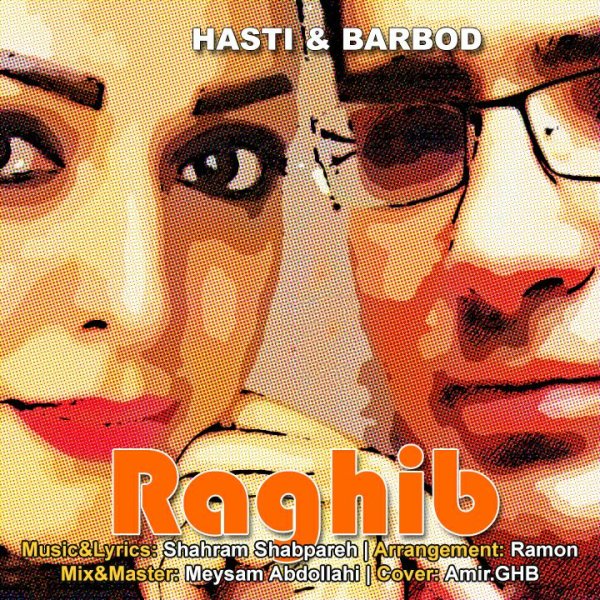 HASTI & BARBOD
Raghib
Music&Lyrics: Shahram Shabpareh | Arrangement: Ramon
Mix&Master: Meysam Abdollahi | Cover: Amir.GHB